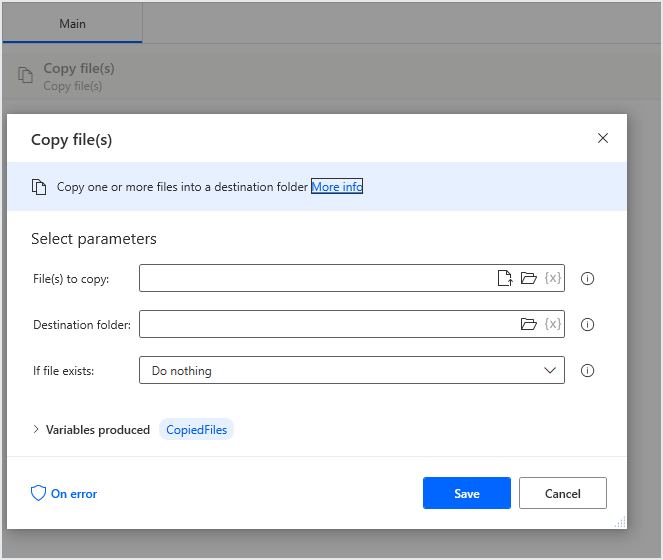 Main
Copy file(s)
Copy file(s)
Copy file(s)
Copy one or more files into a destination folder More info
Select parameters
File(s) to copy:
{x}
Destination folder:
{x}
If file exists:
Do nothing
Variables produced CopiedFiles
On error
Save
Cancel